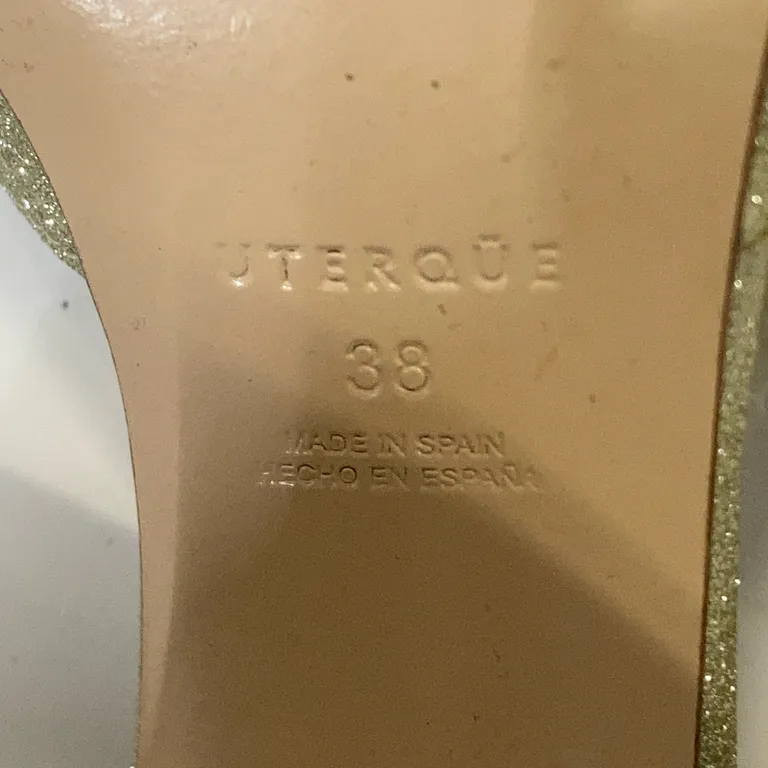 UTERQÜE
38
MADE IN SPAIN
HECHO EN ESPAÑA